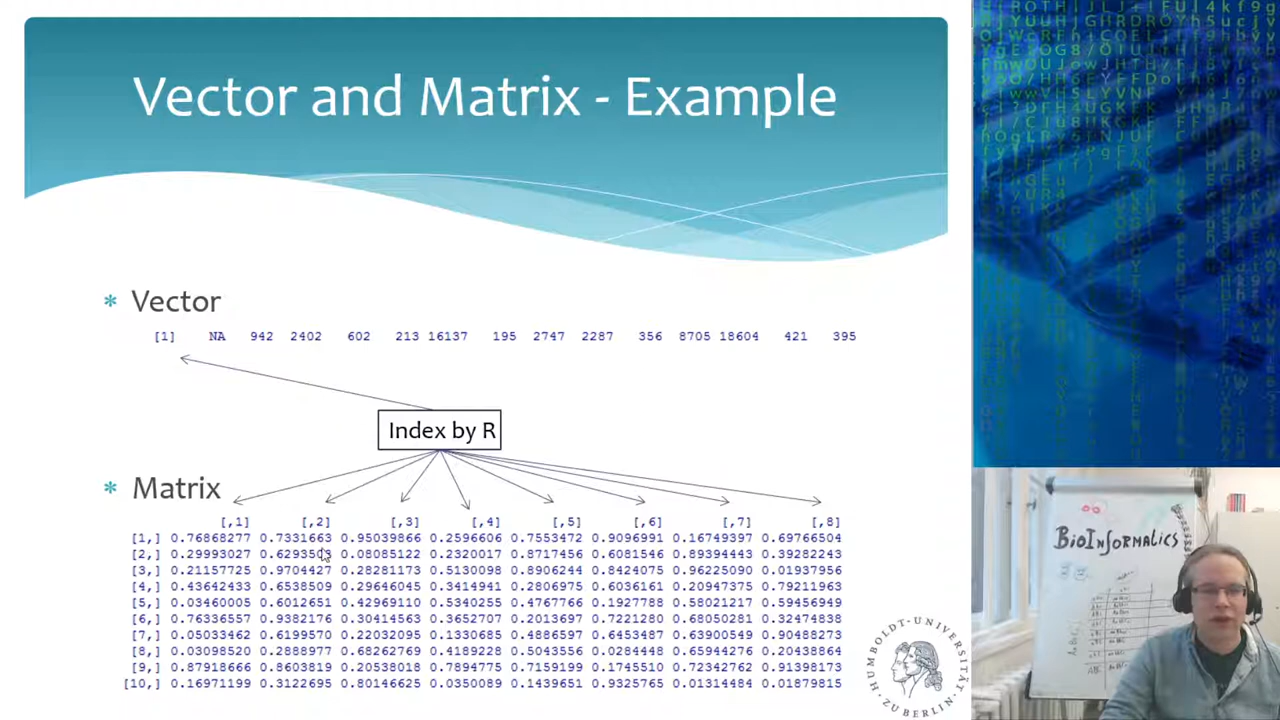 Vector and Matrix - Example
* Vector
[1] NA 942 2402 602 213 16137 195 2747 2287 356 8705 18604 421 395
Index by R
* Matrix
[,1] [,2] [,3] [,4] [,5] [,6] [,7] [,8]
[1,] 0.76868277 0.7331663 0.95039866 0.2596606 0.7553472 0.9096991 0.16749397 0.69766504
[2,] 0.29993027 0.6293503 0.08085122 0.2320017 0.8717456 0.6081546 0.89394443 0.39282243
[3,] 0.21157725 0.9704427 0.28281173 0.5130098 0.8906244 0.8424075 0.96225090 0.01937956
[4,] 0.43642433 0.6538509 0.29646045 0.3414941 0.2806975 0.6036161 0.20947375 0.79211963
[5,] 0.03460005 0.6012651 0.42969110 0.5340255 0.4767766 0.1927788 0.58021217 0.59456949
[6,] 0.76336557 0.9382176 0.30414563 0.3652707 0.2013697 0.7221280 0.68050281 0.32474838
[7,] 0.05033462 0.6199570 0.22032095 0.1330685 0.4886597 0.6453487 0.63900549 0.90488273
[8,] 0.03098520 0.2888977 0.68262763 0.4189228 0.5043556 0.0284448 0.65944276 0.20438864
[9,] 0.87918666 0.8603819 0.20538018 0.7894775 0.7159199 0.1745510 0.72342762 0.91398173
[10,] 0.16971199 0.3122695 0.80146625 0.0350089 0.1439651 0.9325765 0.01314484 0.01879815
HUMBOLDT-UNIVERSITÄT
ZU BERLIN
BioInformatics